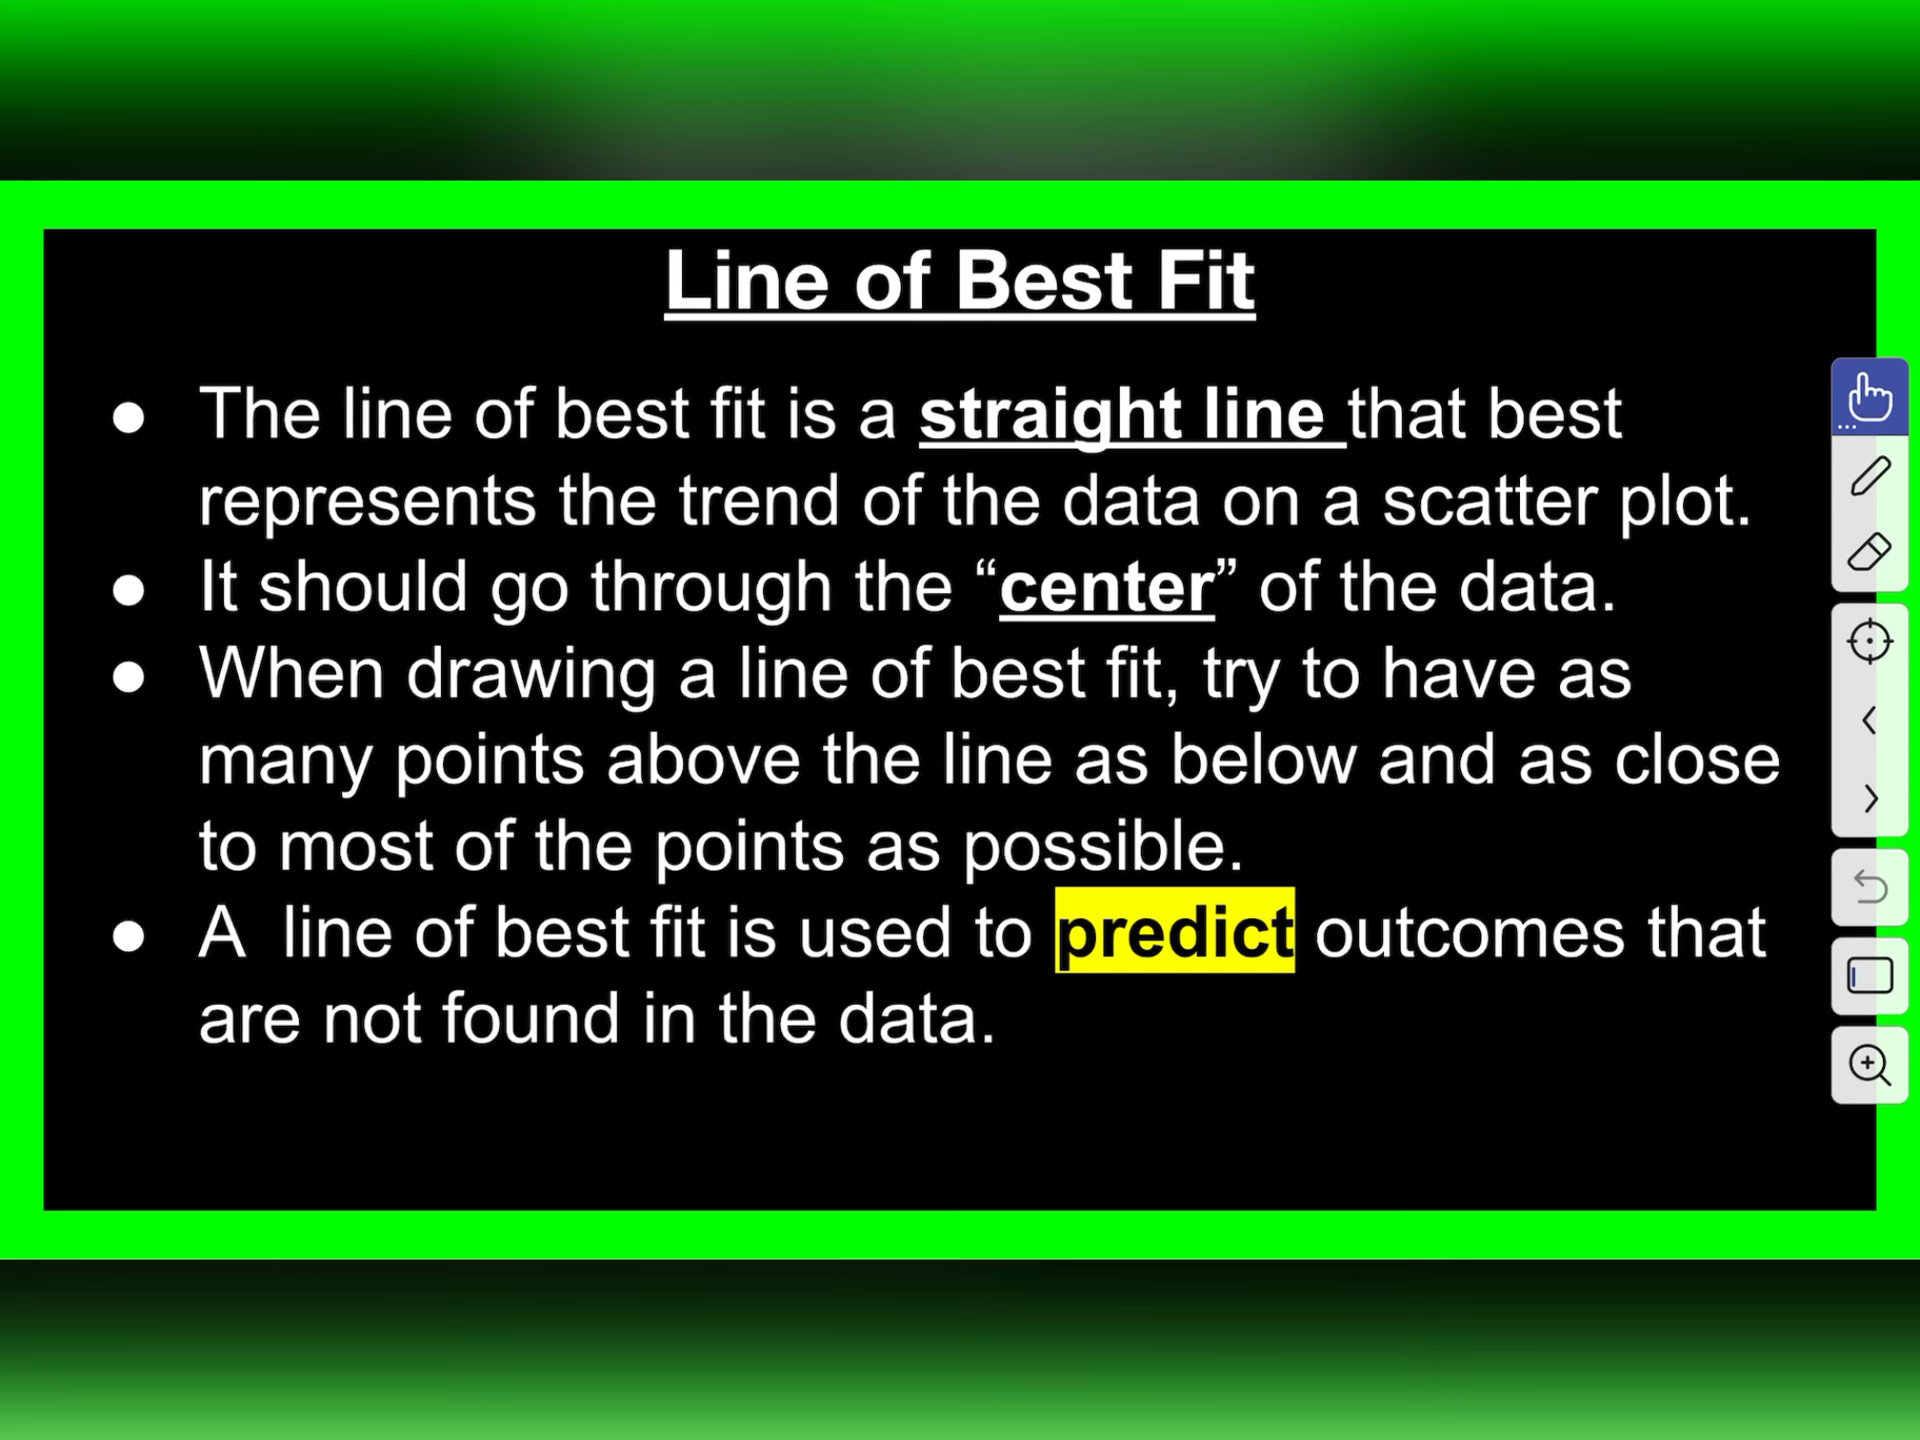 Line of Best Fit
● The line of best fit is a straight line that best
represents the trend of the data on a scatter plot.
● It should go through the “center” of the data.
● When drawing a line of best fit, try to have as
many points above the line as below and as close
to most of the points as possible.
● A line of best fit is used to predict outcomes that
are not found in the data.